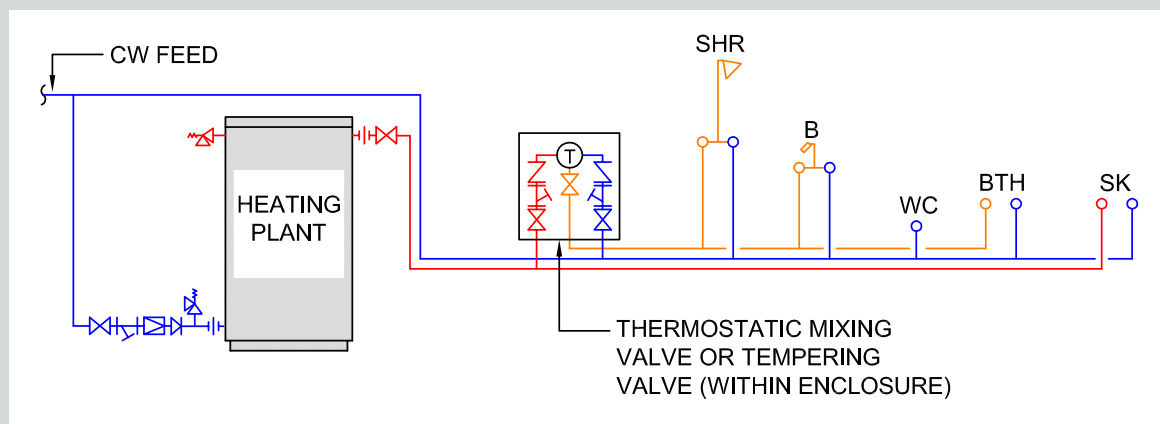 CW FEED
SHR
B
T
HEATING
PLANT
WC
BTH
SK
THERMOSTATIC MIXING
VALVE OR TEMPERING
VALVE (WITHIN ENCLOSURE)